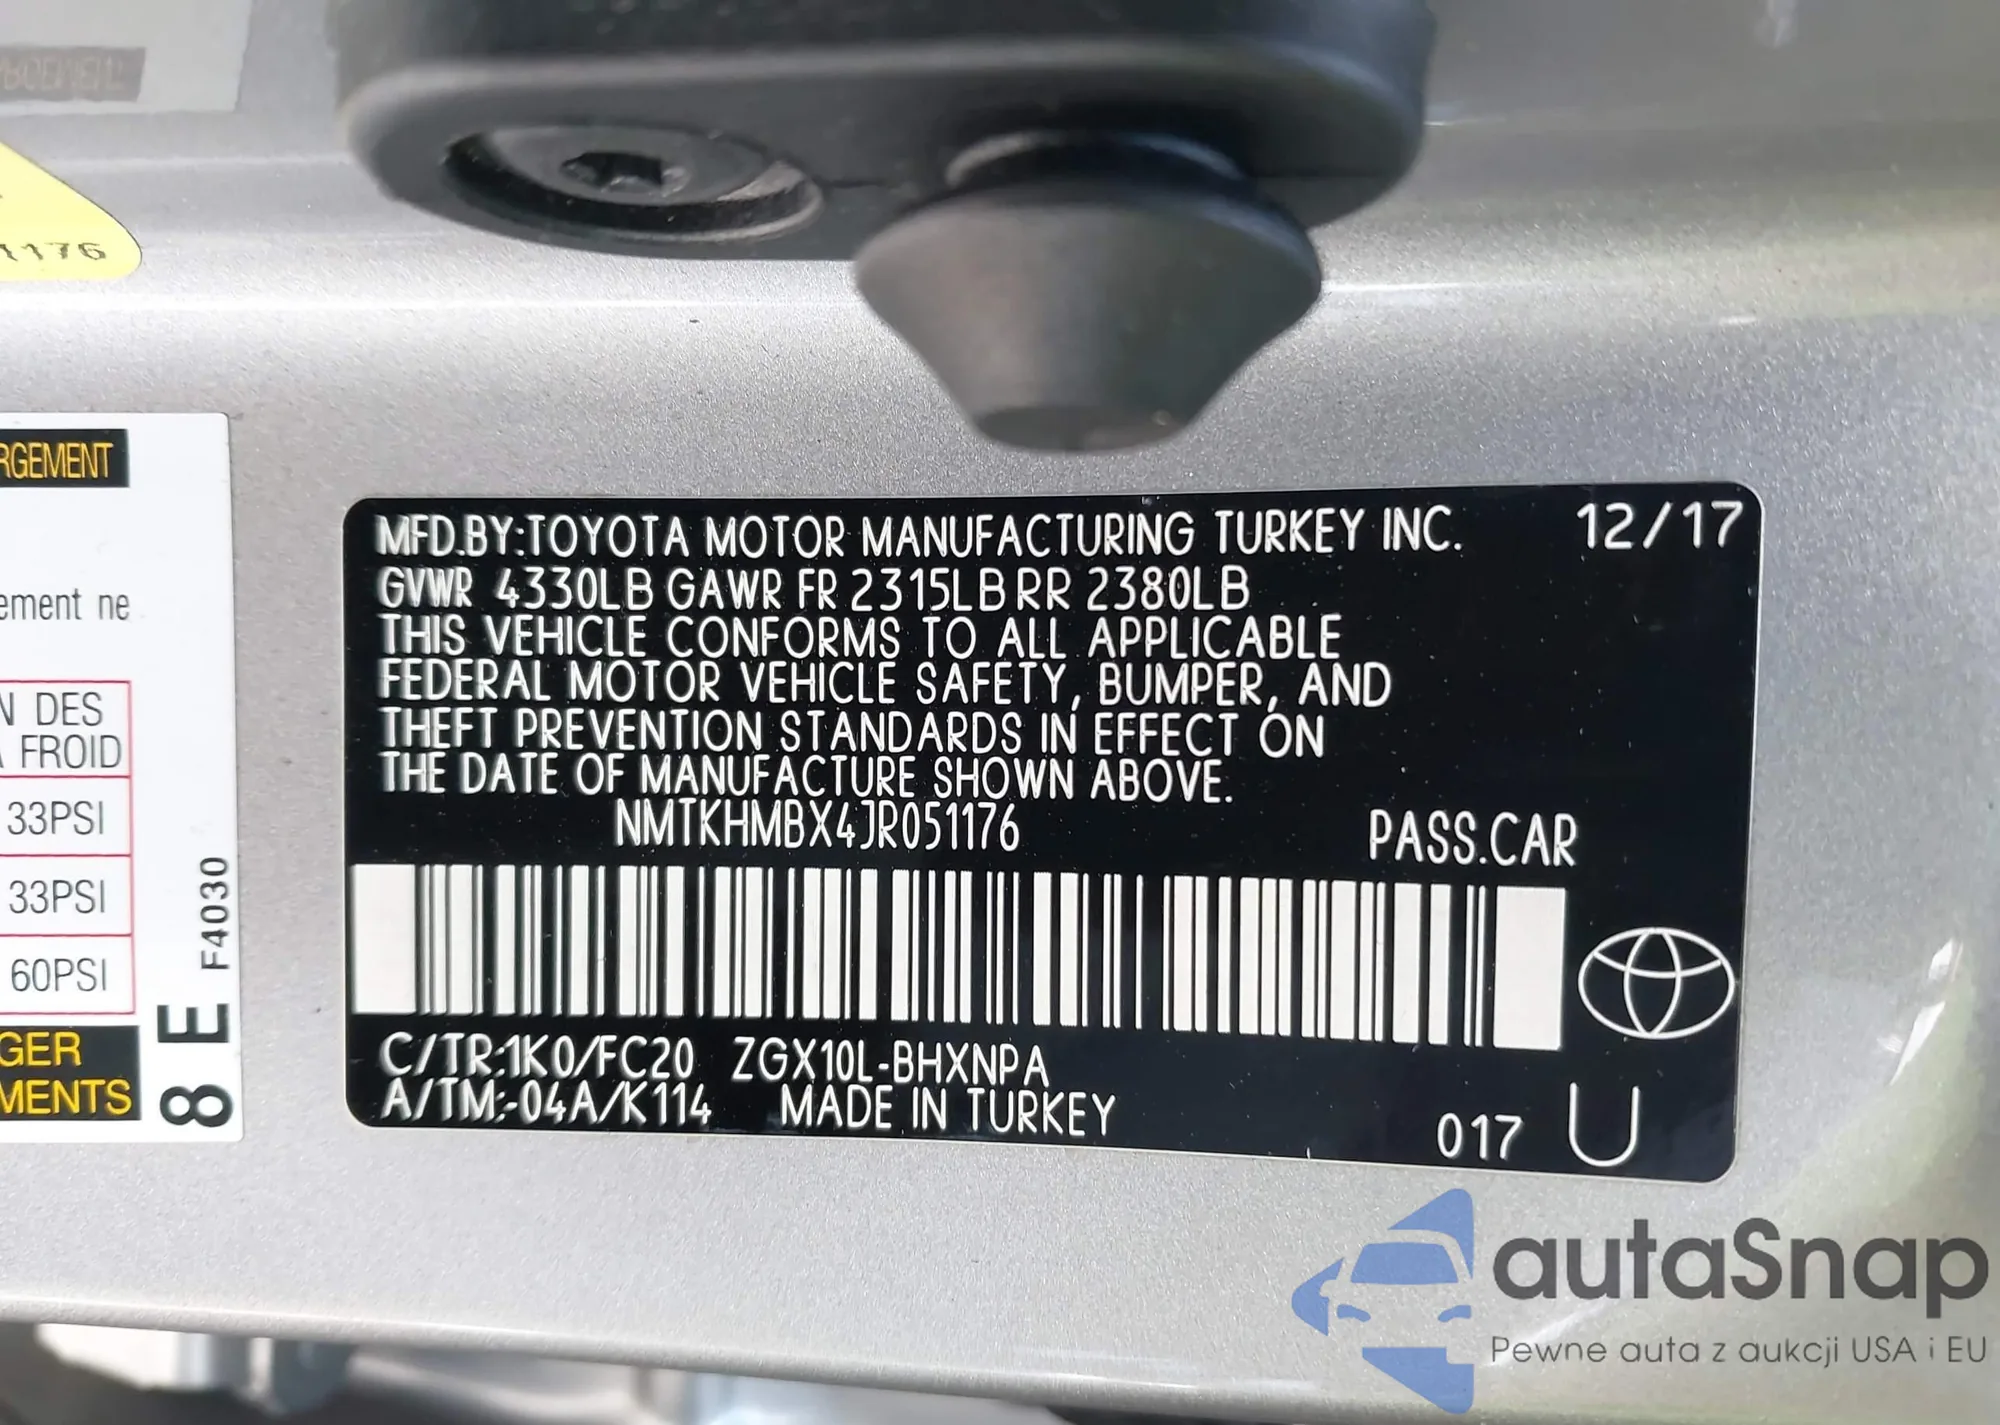 1176
RGEMENT
ement ne
N DES
A FROID
33PSI
33PSI
60PSI
GER
MENTS
8 E F4030
MFD.BY:TOYOTA MOTOR MANUFACTURING TURKEY INC. 12/17
GVWR 4330LB GAWR FR 2315LB RR 2380LB
THIS VEHICLE CONFORMS TO ALL APPLICABLE
FEDERAL MOTOR VEHICLE SAFETY, BUMPER, AND
THEFT PREVENTION STANDARDS IN EFFECT ON
THE DATE OF MANUFACTURE SHOWN ABOVE.
NMTKHMBX4JR051176 PASS.CAR
C/TR:1K0/FC20 ZGX10L-BHXNPA
A/TM:-04A/K114 MADE IN TURKEY
017 U
autaSnap
Pewne auta z aukcji USA i EU